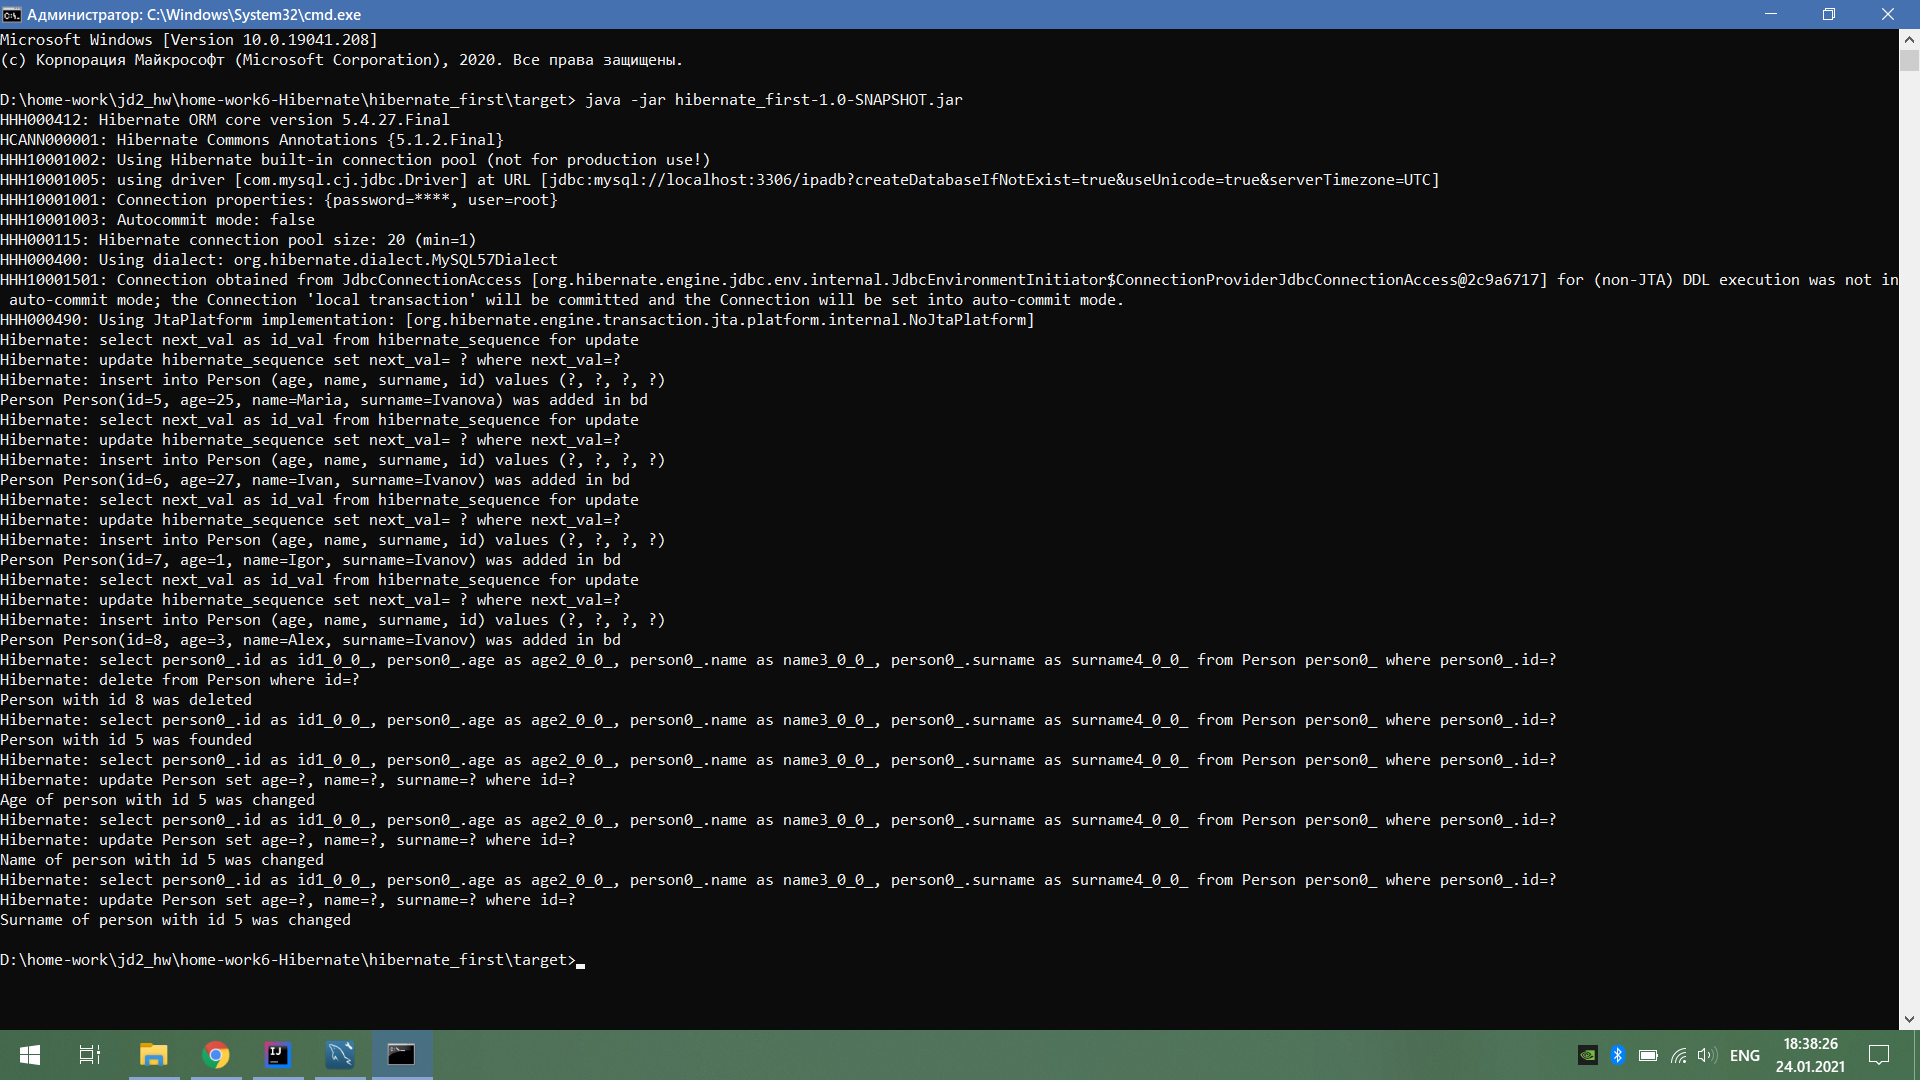 Администратор: C:\Windows\System32\cmd.exe
Microsoft Windows [Version 10.0.19041.208]
(c) Корпорация Майкрософт (Microsoft Corporation), 2020. Все права защищены.
D:\home-work\jd2_hw\home-work6-Hibernate\hibernate_first\target> java -jar hibernate_first-1.0-SNAPSHOT.jar
HHH000412: Hibernate ORM core version 5.4.27.Final
HCANN000001: Hibernate Commons Annotations {5.1.2.Final}
HHH10001002: Using Hibernate built-in connection pool (not for production use!)
HHH10001005: using driver [com.mysql.cj.jdbc.Driver] at URL [jdbc:mysql://localhost:3306/ipadb?createDatabaseIfNotExist=true&useUnicode=true&serverTimezone=UTC]
HHH10001001: Connection properties: {password=****, user=root}
HHH10001003: Autocommit mode: false
HHH000115: Hibernate connection pool size: 20 (min=1)
HHH000400: Using dialect: org.hibernate.dialect.MySQL57Dialect
HHH10001501: Connection obtained from JdbcConnectionAccess [org.hibernate.engine.jdbc.env.internal.JdbcEnvironmentInitiator$ConnectionProviderJdbcConnectionAccess@2c9a6717] for (non-JTA) DDL execution was not in
auto-commit mode; the Connection 'local transaction' will be committed and the Connection will be set into auto-commit mode.
HHH000490: Using JtaPlatform implementation: [org.hibernate.engine.transaction.jta.platform.internal.NoJtaPlatform]
Hibernate: select next_val as id_val from hibernate_sequence for update
Hibernate: update hibernate_sequence set next_val= ? where next_val=?
Hibernate: insert into Person (age, name, surname, id) values (?, ?, ?, ?)
Person Person(id=5, age=25, name=Maria, surname=Ivanova) was added in bd
Hibernate: select next_val as id_val from hibernate_sequence for update
Hibernate: update hibernate_sequence set next_val= ? where next_val=?
Hibernate: insert into Person (age, name, surname, id) values (?, ?, ?, ?)
Person Person(id=6, age=27, name=Ivan, surname=Ivanov) was added in bd
Hibernate: select next_val as id_val from hibernate_sequence for update
Hibernate: update hibernate_sequence set next_val= ? where next_val=?
Hibernate: insert into Person (age, name, surname, id) values (?, ?, ?, ?)
Person Person(id=7, age=1, name=Igor, surname=Ivanov) was added in bd
Hibernate: select next_val as id_val from hibernate_sequence for update
Hibernate: update hibernate_sequence set next_val= ? where next_val=?
Hibernate: insert into Person (age, name, surname, id) values (?, ?, ?, ?)
Person Person(id=8, age=3, name=Alex, surname=Ivanov) was added in bd
Hibernate: select person0_.id as id1_0_0_, person0_.age as age2_0_0_, person0_.name as name3_0_0_, person0_.surname as surname4_0_0_ from Person person0_ where person0_.id=?
Hibernate: delete from Person where id=?
Person with id 8 was deleted
Hibernate: select person0_.id as id1_0_0_, person0_.age as age2_0_0_, person0_.name as name3_0_0_, person0_.surname as surname4_0_0_ from Person person0_ where person0_.id=?
Person with id 5 was founded
Hibernate: select person0_.id as id1_0_0_, person0_.age as age2_0_0_, person0_.name as name3_0_0_, person0_.surname as surname4_0_0_ from Person person0_ where person0_.id=?
Hibernate: update Person set age=?, name=?, surname=? where id=?
Age of person with id 5 was changed
Hibernate: select person0_.id as id1_0_0_, person0_.age as age2_0_0_, person0_.name as name3_0_0_, person0_.surname as surname4_0_0_ from Person person0_ where person0_.id=?
Hibernate: update Person set age=?, name=?, surname=? where id=?
Name of person with id 5 was changed
Hibernate: select person0_.id as id1_0_0_, person0_.age as age2_0_0_, person0_.name as name3_0_0_, person0_.surname as surname4_0_0_ from Person person0_ where person0_.id=?
Hibernate: update Person set age=?, name=?, surname=? where id=?
Surname of person with id 5 was changed
D:\home-work\jd2_hw\home-work6-Hibernate\hibernate_first\target>
IJ
ENG
18:38:26
24.01.2021